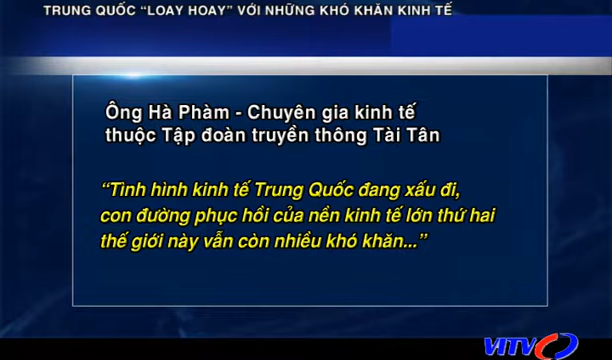 TRUNG QUỐC “LOAY HOAY” VỚI NHỮNG KHÓ KHĂN KINH TẾ
Ông Hà Phàm - Chuyên gia kinh tế
thuộc Tập đoàn truyền thông Tài Tân
“Tình hình kinh tế Trung Quốc đang xấu đi,
con đường phục hồi của nền kinh tế lớn thứ hai
thế giới này vẫn còn nhiều khó khăn...”
VITV